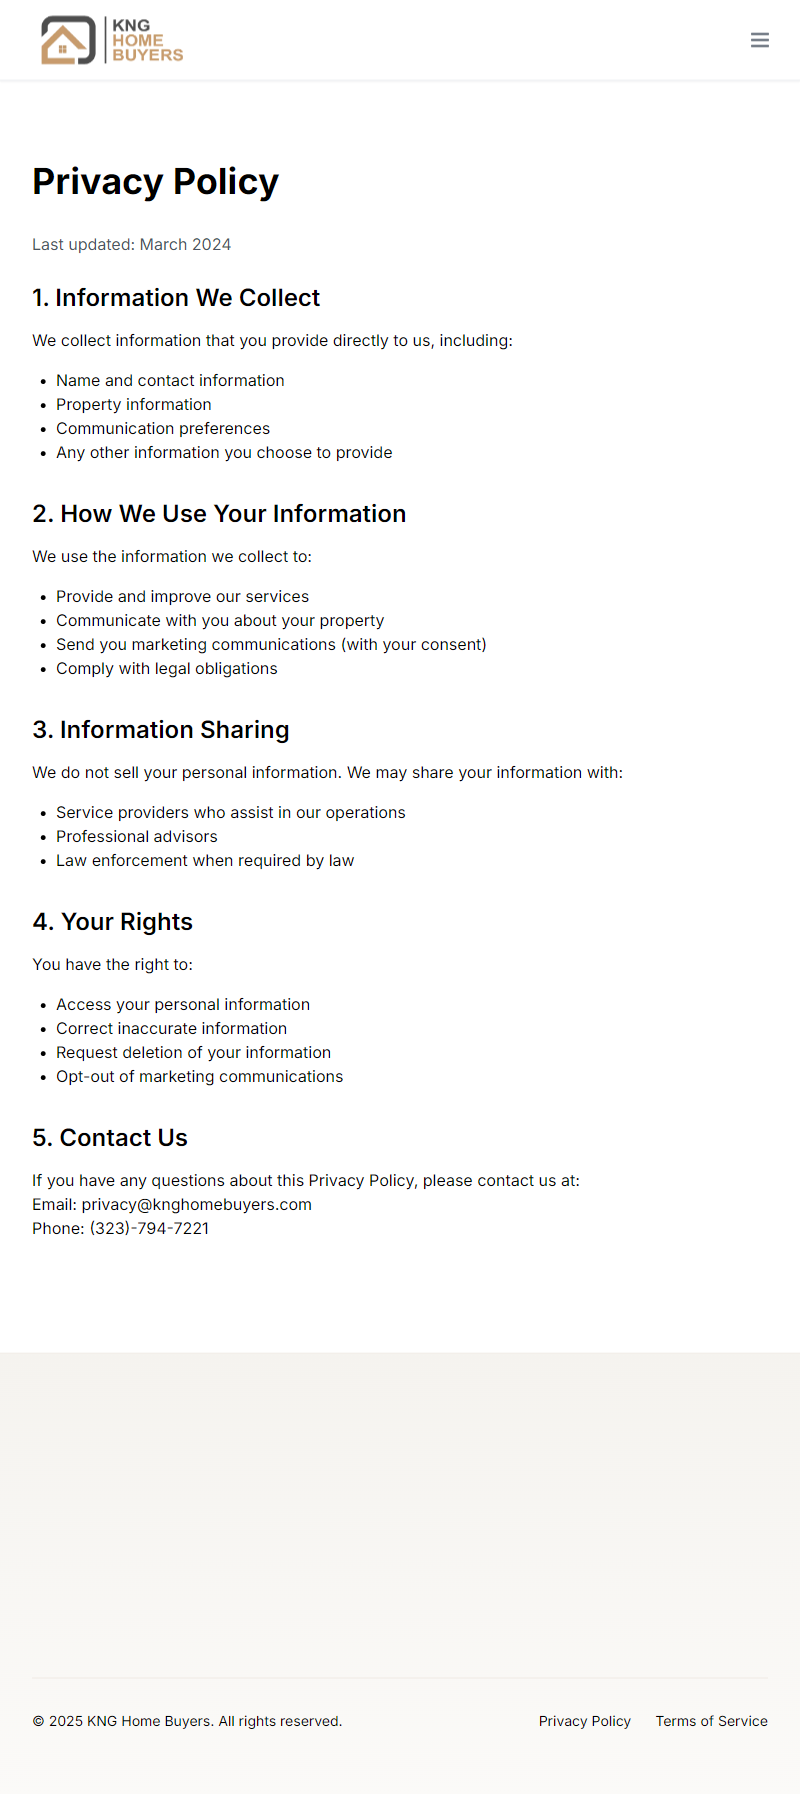 KNG
HOME
BUYERS
Privacy Policy
Last updated: March 2024
1. Information We Collect
We collect information that you provide directly to us, including:
• Name and contact information
• Property information
• Communication preferences
• Any other information you choose to provide
2. How We Use Your Information
We use the information we collect to:
• Provide and improve our services
• Communicate with you about your property
• Send you marketing communications (with your consent)
• Comply with legal obligations
3. Information Sharing
We do not sell your personal information. We may share your information with:
• Service providers who assist in our operations
• Professional advisors
• Law enforcement when required by law
4. Your Rights
You have the right to:
• Access your personal information
• Correct inaccurate information
• Request deletion of your information
• Opt-out of marketing communications
5. Contact Us
If you have any questions about this Privacy Policy, please contact us at:
Email: privacy@knghomebuyers.com
Phone: (323)-794-7221
© 2025 KNG Home Buyers. All rights reserved. Privacy Policy Terms of Service